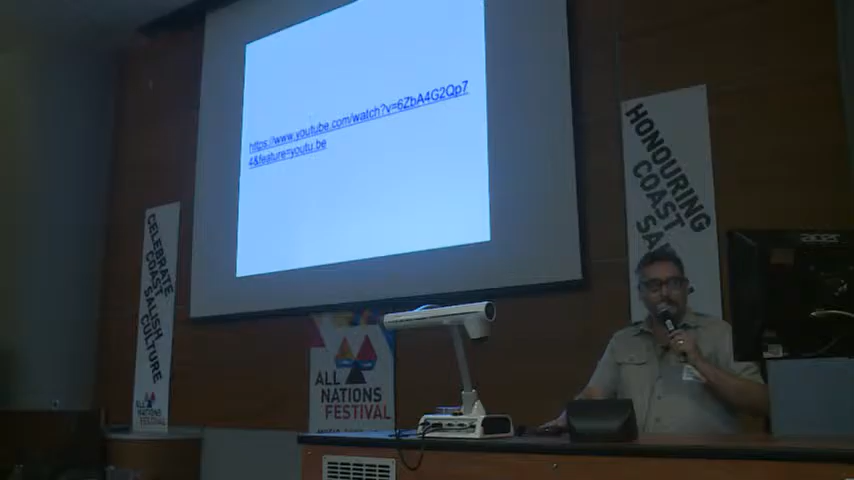 https://www.youtube.com/watch?v=6ZbA4G2Qp7
4&feature=youtu.be
HONOURING
COAST
CELEBRATE
COAST SALISH
CULTURE
ALL
NATIONS
FESTIVAL
ALL
NATIONS
FESTIVAL
acer